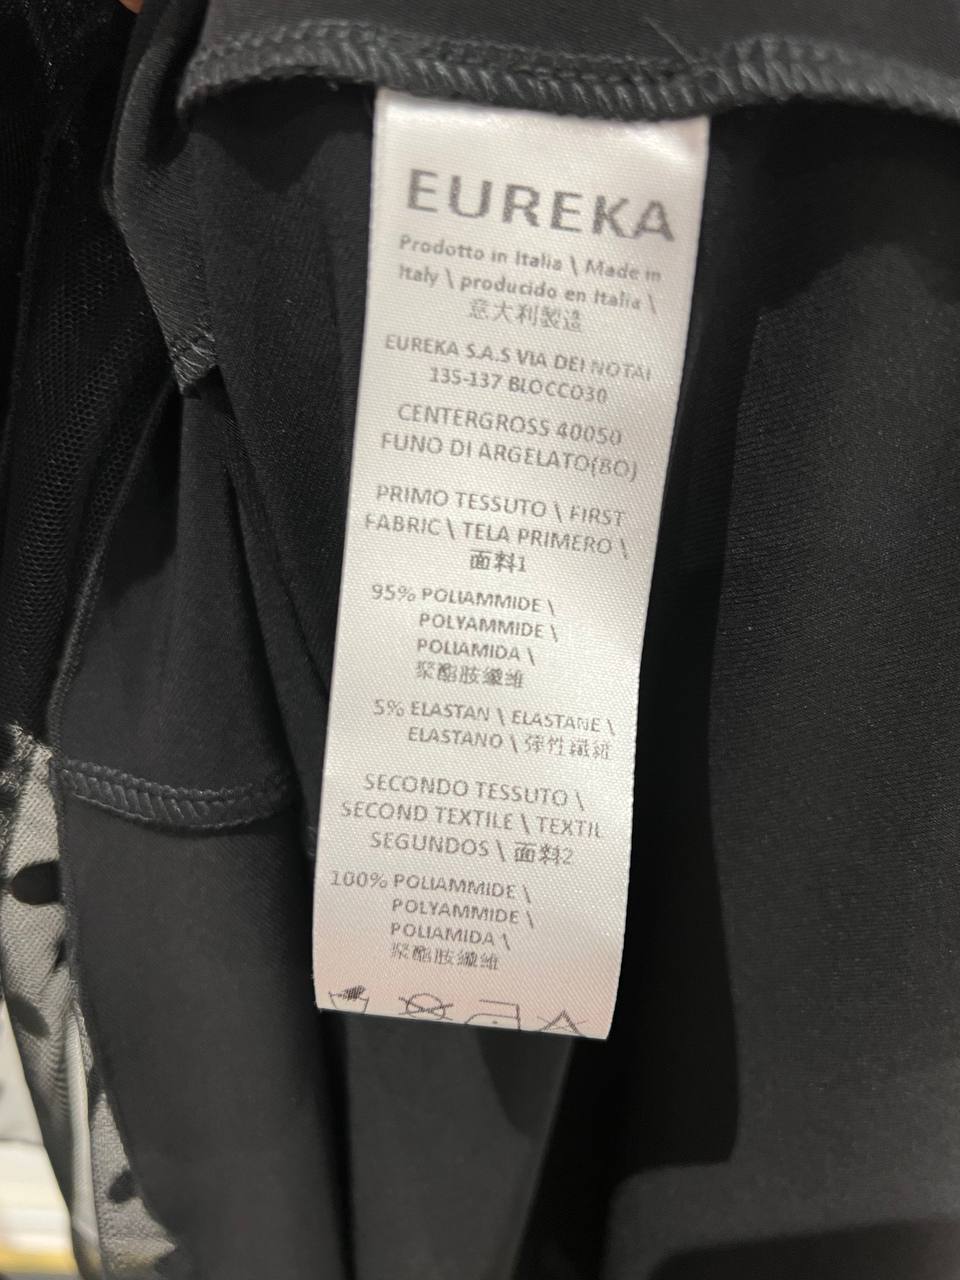 EUREKA
Prodotto in Italia \ Made in
Italy \ producido en Italia \
意大利製造
EUREKA S.A.S VIA DEI NOTAI
135-137 BLOCCO30
CENTERGROSS 40050
FUNO DI ARGELATO(BO)
PRIMO TESSUTO \ FIRST
FABRIC \ TELA PRIMERO \
面料1
95% POLIAMMIDE \
POLYAMMIDE \
POLIAMIDA \
聚酯胺纖维
5% ELASTAN \ ELASTANE \
ELASTANO \ 弹性纖維
SECONDO TESSUTO \
SECOND TEXTILE \ TEXTIL
SEGUNDOS \ 面料2
100% POLIAMMIDE \
POLYAMMIDE \
POLIAMIDA \
聚酯胺纖维